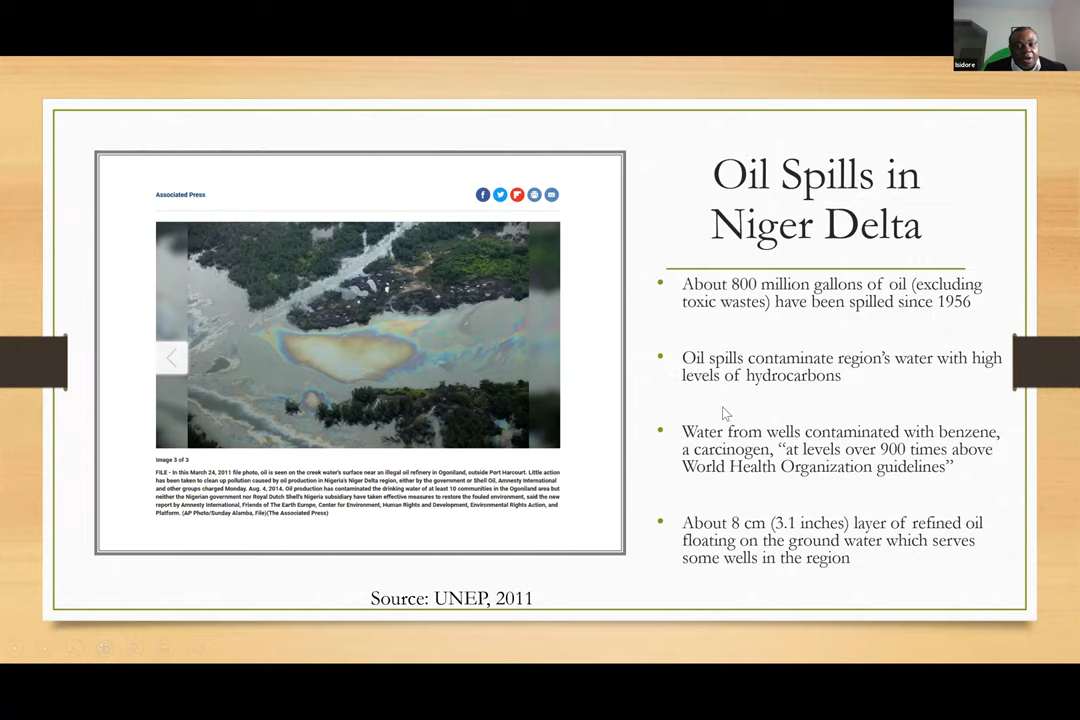 Isidore
Associated Press
Image 3 of 3
FILE - In this March 24, 2011 file photo, oil is seen on the creek water's surface near an illegal oil refinery in Ogoniland, outside Port Harcourt. Little action
has been taken to clean up pollution caused by oil production in Nigeria's Niger Delta region, either by the government or Shell Oil, Amnesty International
and other groups charged Monday. Aug. 4, 2014. Oil production has contaminated the drinking water of at least 10 communities in the Ogoniland area but
neither the Nigerian government nor Royal Dutch Shell's Nigeria subsidiary have taken effective measures to restore the fouled environment, said the new
report by Amnesty International, Friends of The Earth Europe, Center for Environment, Human Rights and Development, Environmental Rights Action, and
Platform. (AP Photo/Sunday Alamba, File)(The Associated Press)
Oil Spills in
Niger Delta
• About 800 million gallons of oil (excluding
toxic wastes) have been spilled since 1956
• Oil spills contaminate region's water with high
levels of hydrocarbons
• Water from wells contaminated with benzene,
a carcinogen, “at levels over 900 times above
World Health Organization guidelines”
• About 8 cm (3.1 inches) layer of refined oil
floating on the ground water which serves
some wells in the region
Source: UNEP, 2011